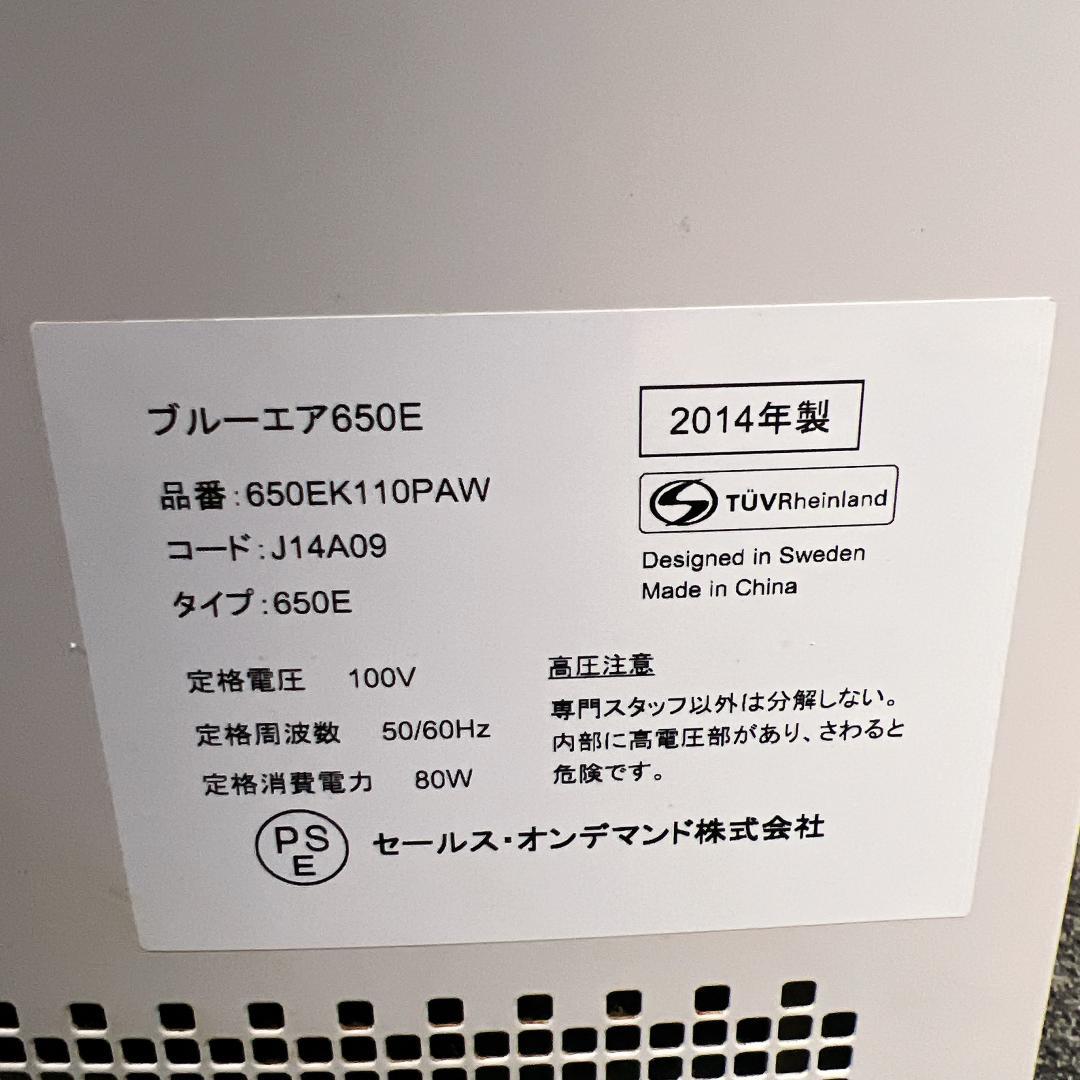 ブルーエア650E
2014年製
品番:650EK110PAW
コード:J14A09
タイプ:650E
TÜVRheinland
Designed in Sweden
Made in China
定格電圧 100V
定格周波数 50/60Hz
定格消費電力 80W
高圧注意
専門スタッフ以外は分解しない。
内部に高電圧部があり、さわると
危険です。
PS
E
セールス・オンデマンド株式会社